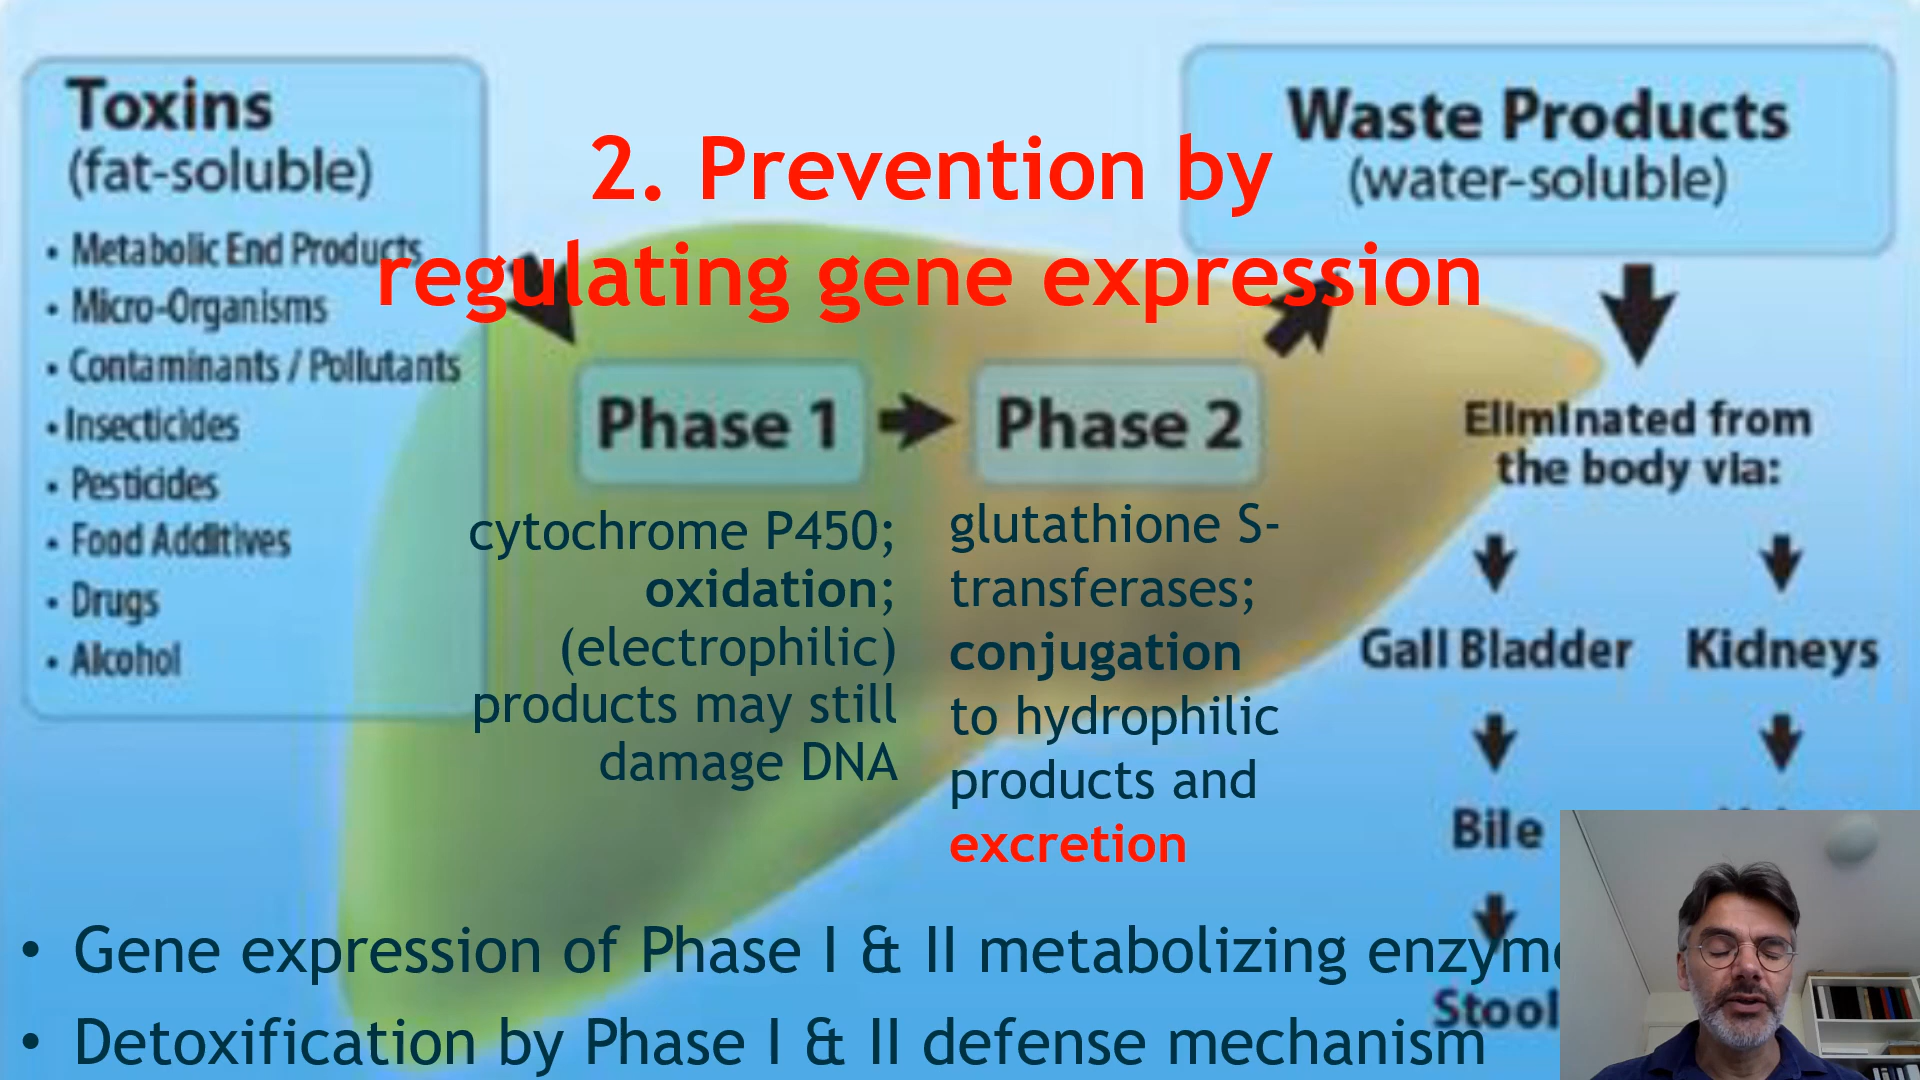 Toxins
(fat-soluble)
• Metabolic End Products
• Micro-Organisms
• Contaminants / Pollutants
• Insecticides
• Pesticides
• Food Additives
• Drugs
• Alcohol
2. Prevention by
regulating gene expression
Waste Products
(water-soluble)
Phase 1
Phase 2
cytochrome P450;
oxidation;
(electrophilic)
products may still
damage DNA
glutathione S-
transferases;
conjugation
to hydrophilic
products and
excretion
Eliminated from
the body via:
Gall Bladder
Kidneys
Bile
Stool
• Gene expression of Phase I & II metabolizing
• Detoxification by Phase I & II defense mechanism